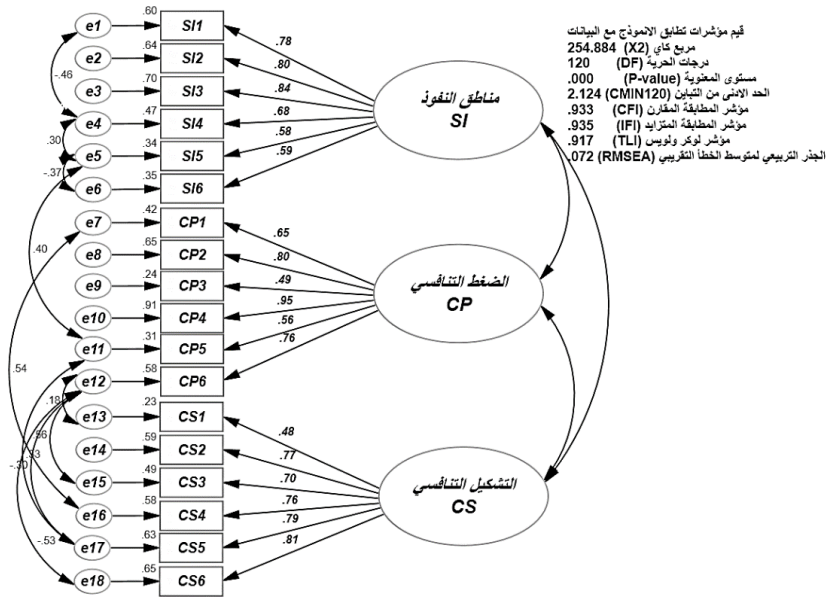 قيم مؤشرات تطابق الانموذج مع البيانات
مربع كاي (X2) 254.884
درجات الحرية (DF) 120
مستوى المعنوية (P-value) .000
الحد الادنى من التباين (CMIN120) 2.124
مؤشر المطابقة المقارن (CFI) .933
مؤشر المطابقة المتزايد (IFI) .935
مؤشر لوكر ولويس (TLI) .917
الجذر التربيعي لمتوسط الخطأ التقريبي (RMSEA) .072
e1 .60 SI1 .78
e2 .64 SI2 .80
e3 .70 SI3 .84
e4 .47 SI4 .68
e5 .34 SI5 .58
e6 .35 SI6 .59
مناطق النفوذ
SI
-.46
.30
-.37
.40
e7 .42 CP1 .65
e8 .65 CP2 .80
e9 .24 CP3 .49
e10 .91 CP4 .95
e11 .31 CP5 .56
e12 .58 CP6 .76
الضغط التنافسي
CP
.54
.18
e13 .23 CS1 .48
e14 .59 CS2 .77
e15 .49 CS3 .70
e16 .58 CS4 .76
e17 .63 CS5 .79
e18 .65 CS6 .81
التشكيل التنافسي
CS
-.53